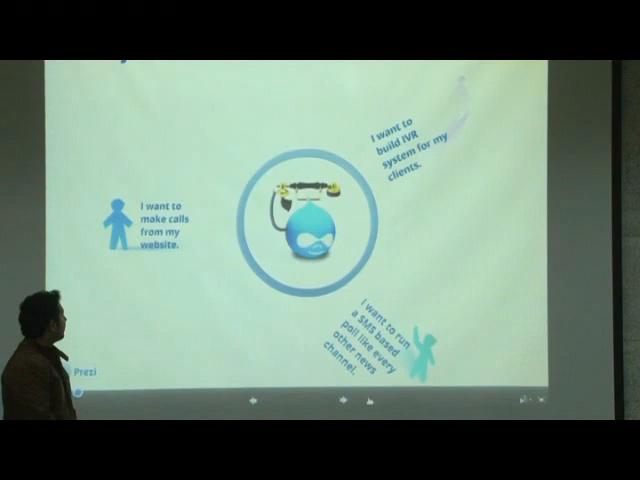 I want to
build IVR
system for my
clients.
I want to
make calls
from my
website.
I want to run
a SMS based
poll like every
other news
channel.
Prezi